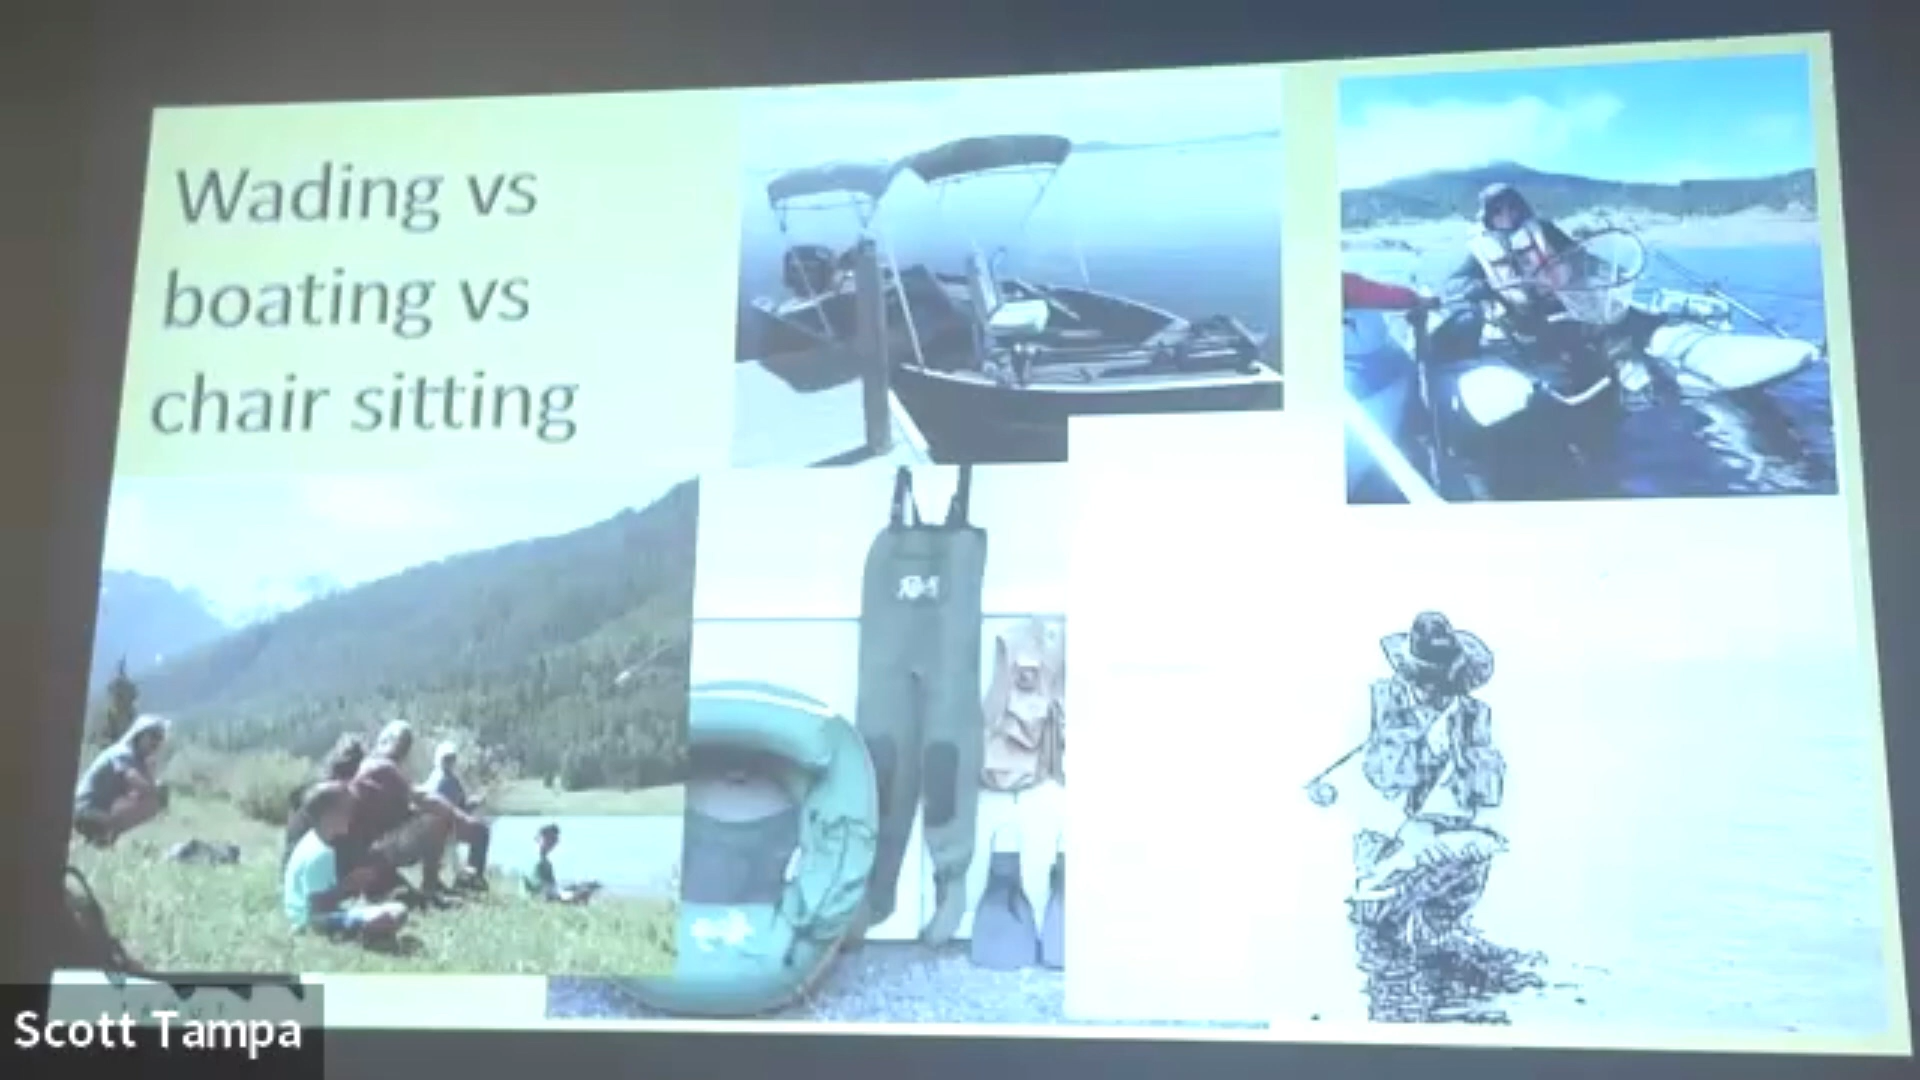 Wading vs
boating vs
chair sitting
Scott Tampa